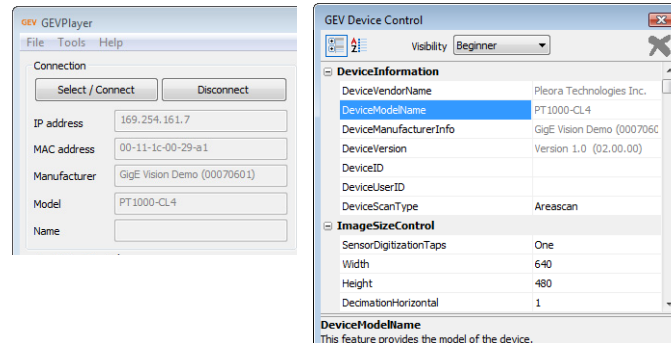 GEV GEVPlayer
File Tools Help
Connection
Select / Connect Disconnect
IP address 169.254.161.7
MAC address 00-11-1c-00-29-a1
Manufacturer GigE Vision Demo (00070601)
Model PT1000-CL4
Name
GEV Device Control
Visibility Beginner
DeviceInformation
DeviceVendorName Pleora Technologies Inc.
DeviceModelName PT1000-CL4
DeviceManufacturerInfo GigE Vision Demo (0007060
DeviceVersion Version 1.0 (02.00.00)
DeviceID
DeviceUserID
DeviceScanType Areascan
ImageSizeControl
SensorDigitizationTaps One
Width 640
Height 480
DecimationHorizontal 1
DeviceModelName
This feature provides the model of the device.